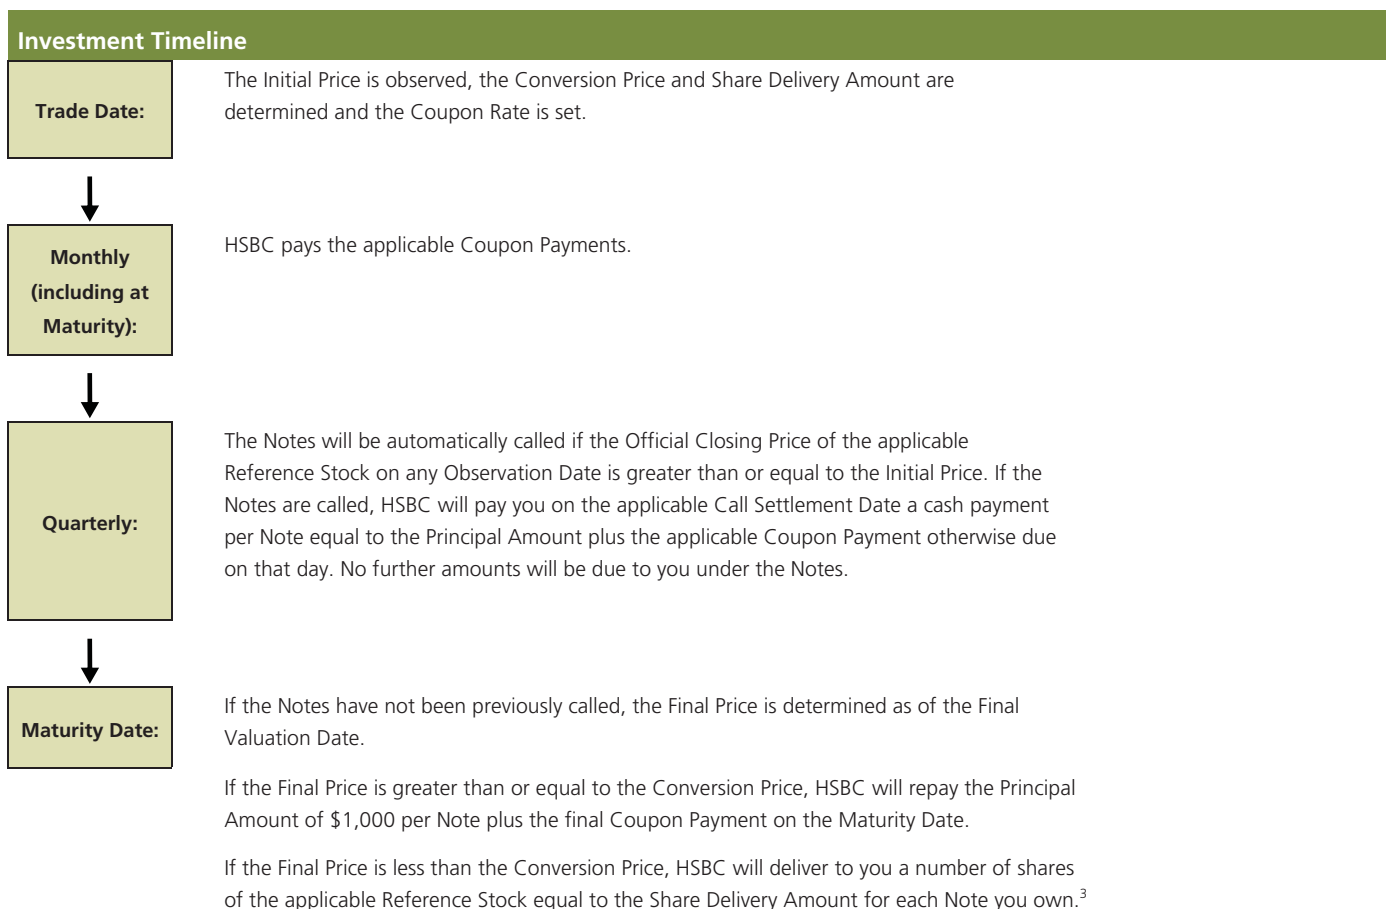 Investment Timeline
Trade Date:
The Initial Price is observed, the Conversion Price and Share Delivery Amount are
determined and the Coupon Rate is set.
Monthly
(including at
Maturity):
HSBC pays the applicable Coupon Payments.
Quarterly:
The Notes will be automatically called if the Official Closing Price of the applicable
Reference Stock on any Observation Date is greater than or equal to the Initial Price. If the
Notes are called, HSBC will pay you on the applicable Call Settlement Date a cash payment
per Note equal to the Principal Amount plus the applicable Coupon Payment otherwise due
on that day. No further amounts will be due to you under the Notes.
Maturity Date:
If the Notes have not been previously called, the Final Price is determined as of the Final
Valuation Date.
If the Final Price is greater than or equal to the Conversion Price, HSBC will repay the Principal
Amount of $1,000 per Note plus the final Coupon Payment on the Maturity Date.
If the Final Price is less than the Conversion Price, HSBC will deliver to you a number of shares
of the applicable Reference Stock equal to the Share Delivery Amount for each Note you own.³